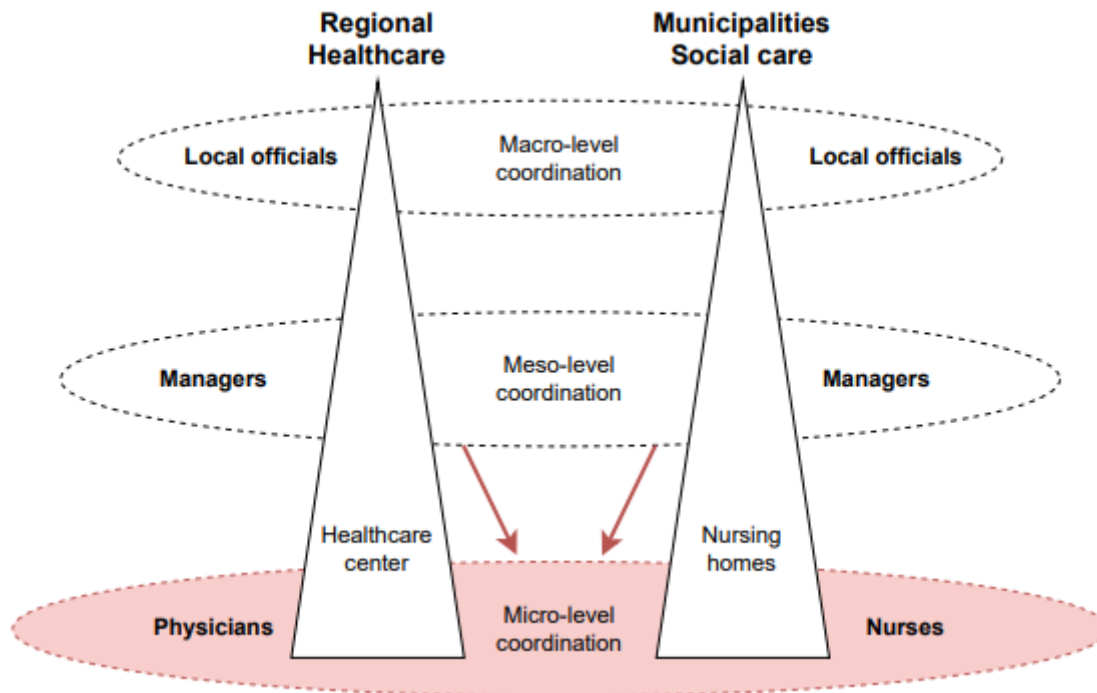 Regional
Healthcare
Municipalities
Social care
Local officials
Macro-level
coordination
Local officials
Managers
Meso-level
coordination
Managers
Healthcare
center
Nursing
homes
Physicians
Micro-level
coordination
Nurses